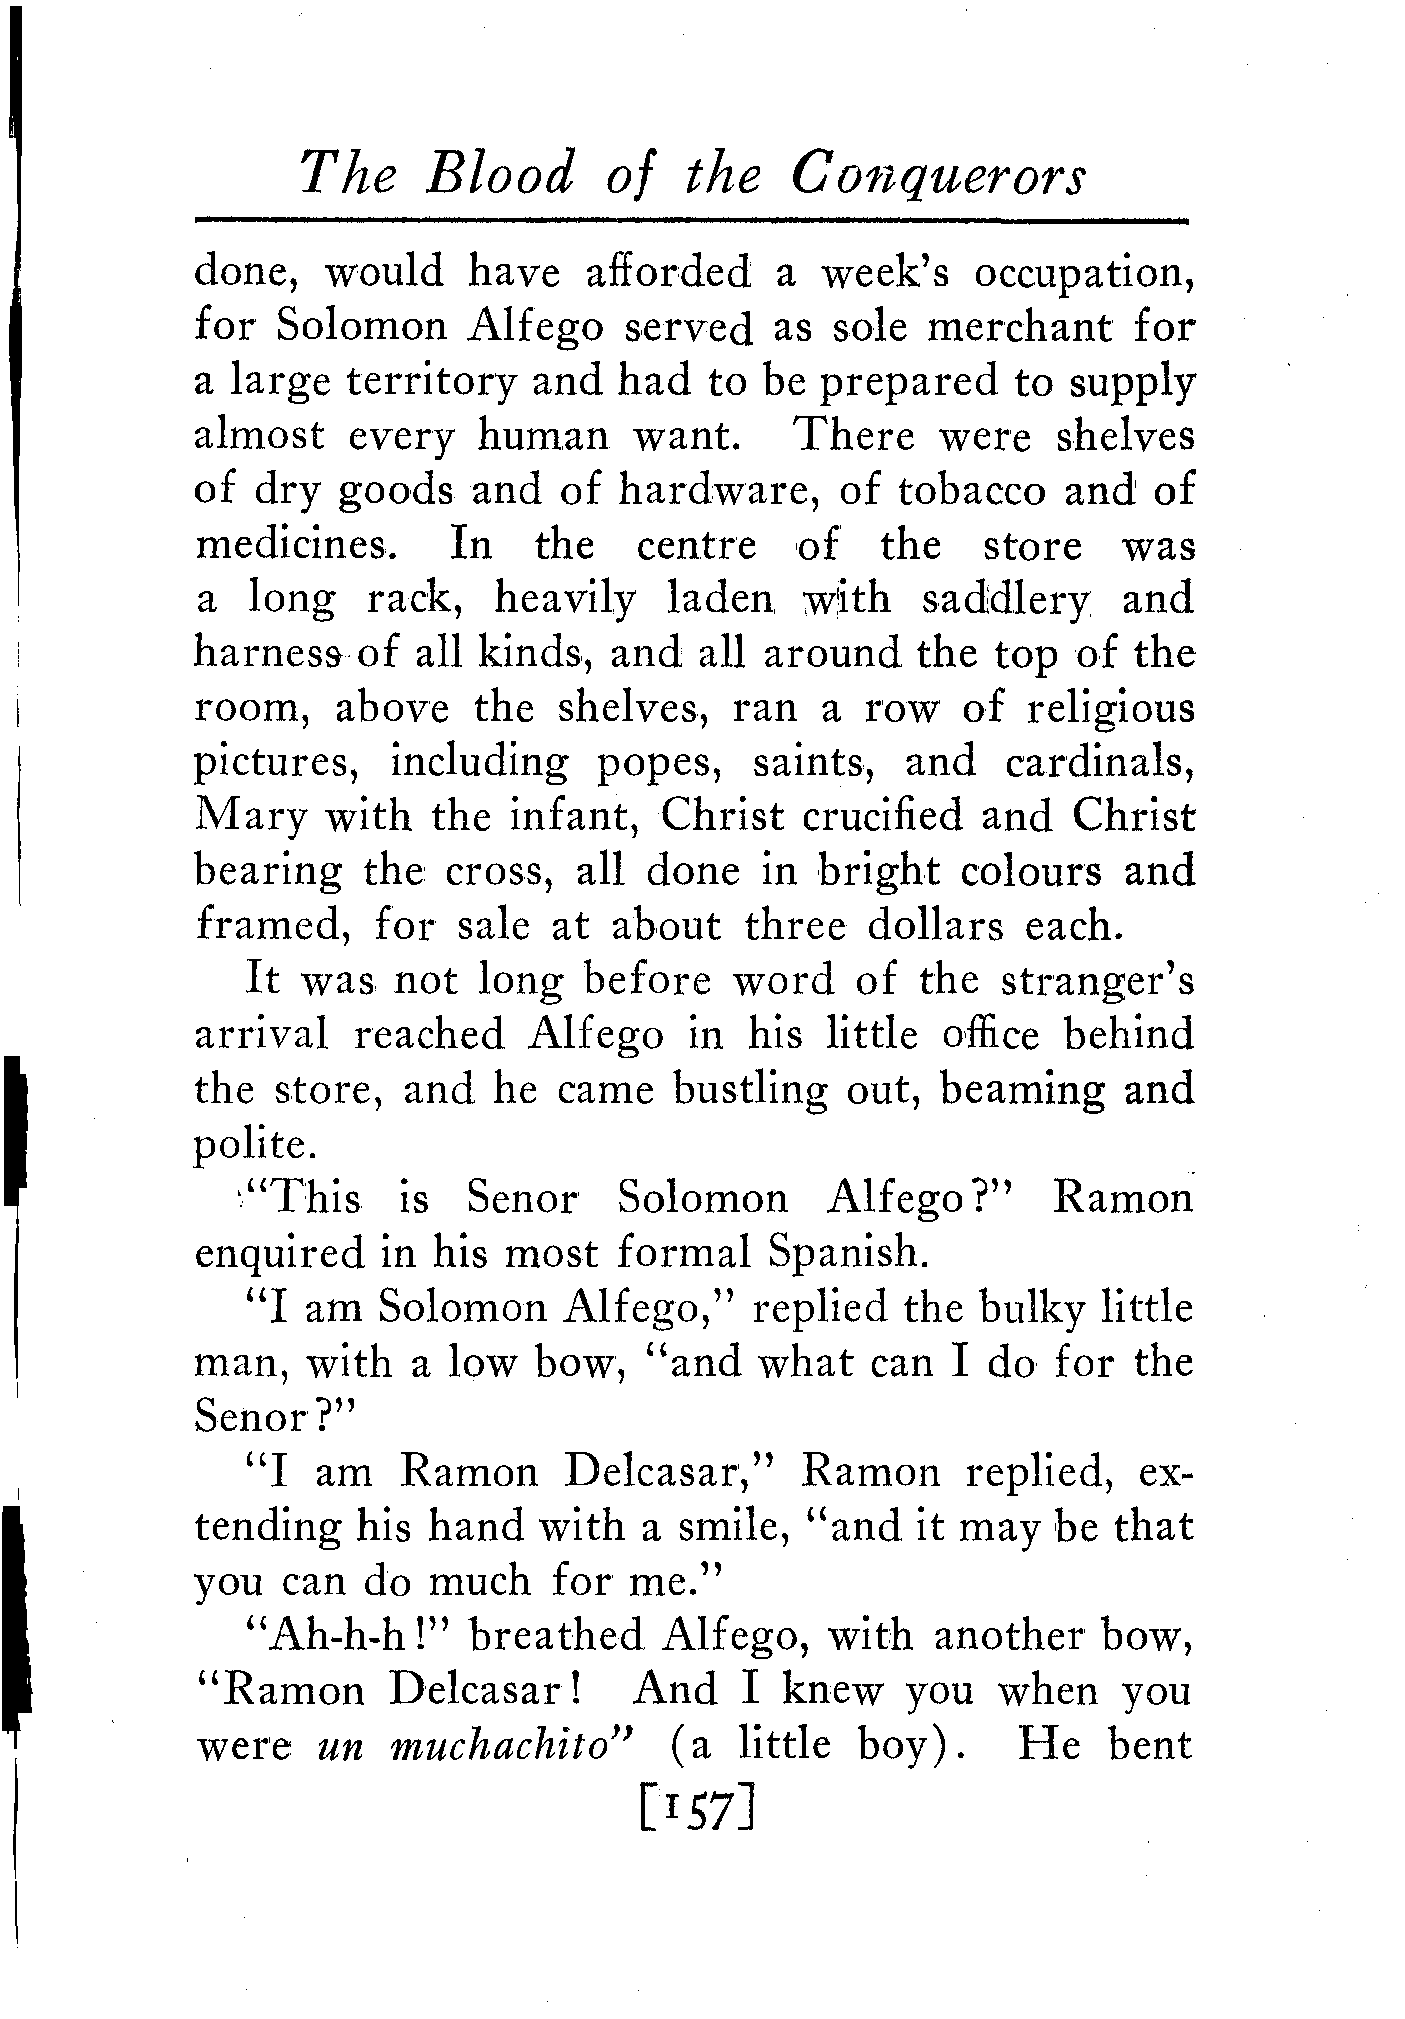 The Blood of the Conquerors
done, would have afforded a week's occupation,
for Solomon Alfego served as sole merchant for
a large territory and had to be prepared to supply
almost every human want. There were shelves
of dry goods and of hardware, of tobacco and of
medicines. In the centre of the store was
a long rack, heavily laden with saddlery and
harness of all kinds, and all around the top of the
room, above the shelves, ran a row of religious
pictures, including popes, saints, and cardinals,
Mary with the infant, Christ crucified and Christ
bearing the cross, all done in bright colours and
framed, for sale at about three dollars each.
It was not long before word of the stranger's
arrival reached Alfego in his little office behind
the store, and he came bustling out, beaming and
polite.
"This is Senor Solomon Alfego?" Ramon
enquired in his most formal Spanish.
"I am Solomon Alfego," replied the bulky little
man, with a low bow, "and what can I do for the
Senor?"
"I am Ramon Delcasar," Ramon replied, ex-
tending his hand with a smile, "and it may be that
you can do much for me."
"Ah-h-h!" breathed Alfego, with another bow,
"Ramon Delcasar! And I knew you when you
were un muchachito" (a little boy). He bent
[157]